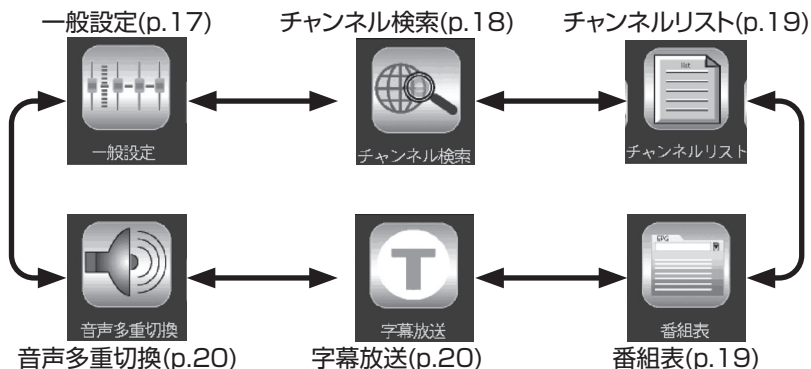 一般設定(p.17) チャンネル検索(p.18) チャンネルリスト(p.19)
list
一般設定 チャンネル検索 チャンネルリスト
EPG
T
音声多重切換 字幕放送 番組表
音声多重切換(p.20) 字幕放送(p.20) 番組表(p.19)